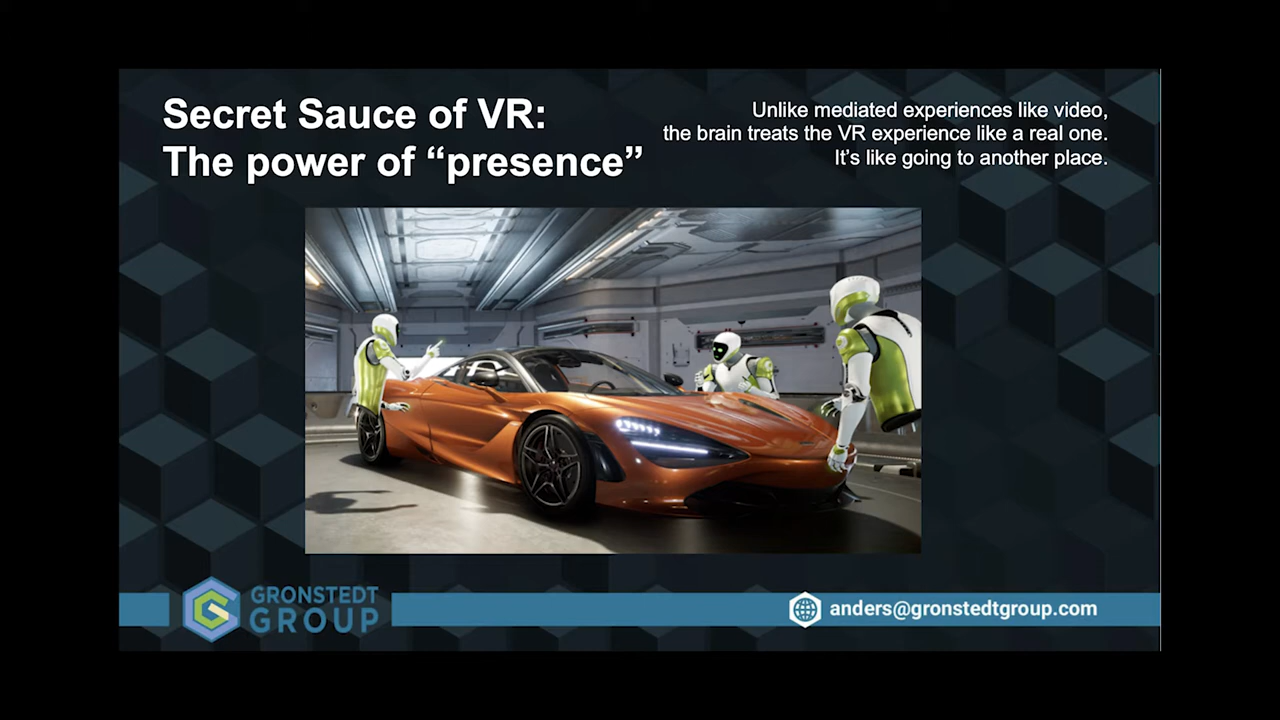 Secret Sauce of VR:
The power of “presence”
Unlike mediated experiences like video,
the brain treats the VR experience like a real one.
It’s like going to another place.
GRONSTEDT
GROUP
anders@gronstedtgroup.com